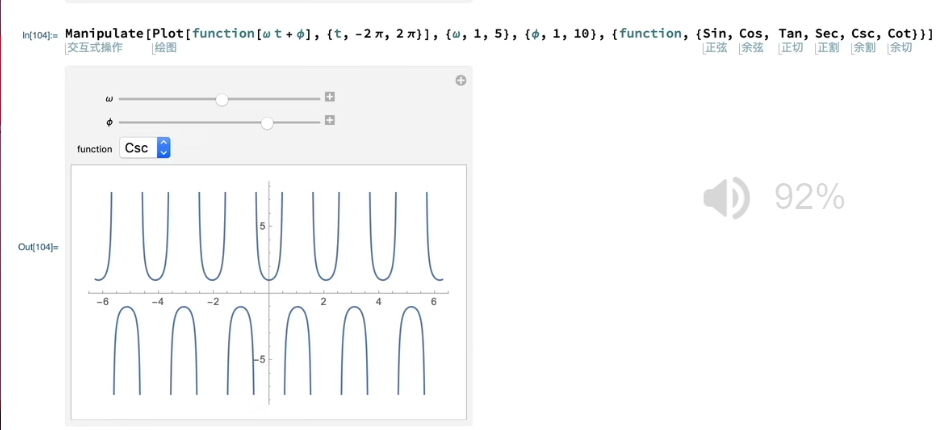 In[104]:= Manipulate[Plot[function[ω t + ϕ], {t, -2 π, 2 π}], {ω, 1, 5}, {ϕ, 1, 10}, {function, {Sin, Cos, Tan, Sec, Csc, Cot}}]
交互式操作 绘图 正弦 余弦 正切 正割 余割 余切
ω
ϕ
function Csc
92%
5
Out[104]=
-6 -4 -2 2 4 6
-5